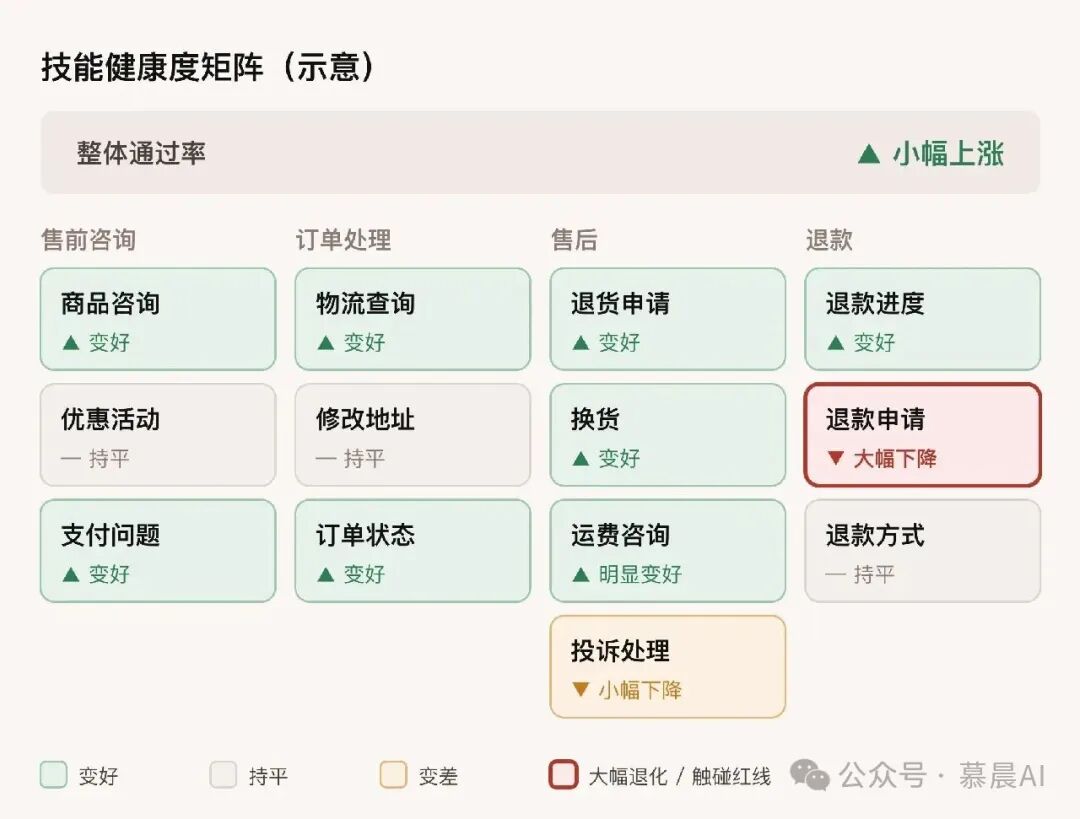 技能健康度矩阵（示意）
整体通过率
▲ 小幅上涨
售前咨询
订单处理
售后
退款
商品咨询
▲ 变好
物流查询
▲ 变好
退货申请
▲ 变好
退款进度
▲ 变好
优惠活动
— 持平
修改地址
— 持平
换货
▲ 变好
退款申请
▼ 大幅下降
支付问题
▲ 变好
订单状态
▲ 变好
运费咨询
▲ 明显变好
退款方式
— 持平
投诉处理
▼ 小幅下降
变好
持平
变差
大幅退化 / 触碰红线
公众号 · 慕晨AI